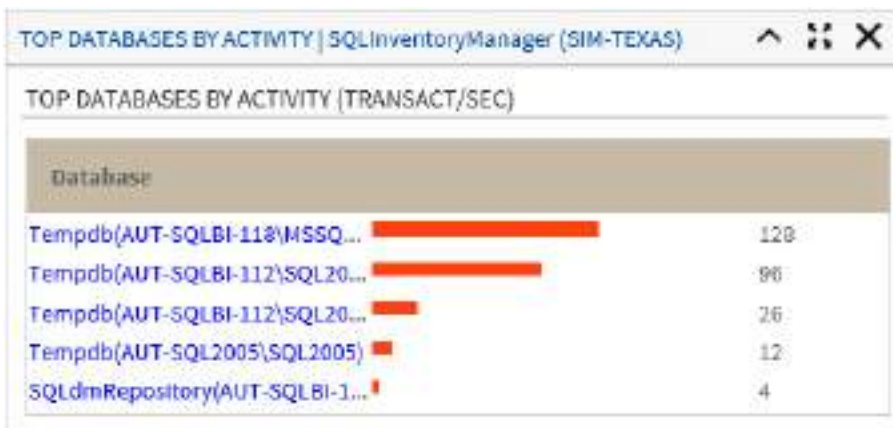 TOP DATABASES BY ACTIVITY | SQLInventoryManager (SIM-TEXAS)
TOP DATABASES BY ACTIVITY (TRANSACT/SEC)
Database
Tempdb(AUT-SQLBI-118\MSSQ... 128
Tempdb(AUT-SQLBI-112\SQL20... 96
Tempdb(AUT-SQLBI-112\SQL20... 26
Tempdb(AUT-SQL2005\SQL2005) 12
SQLdmRepository(AUT-SQLBI-1... 4